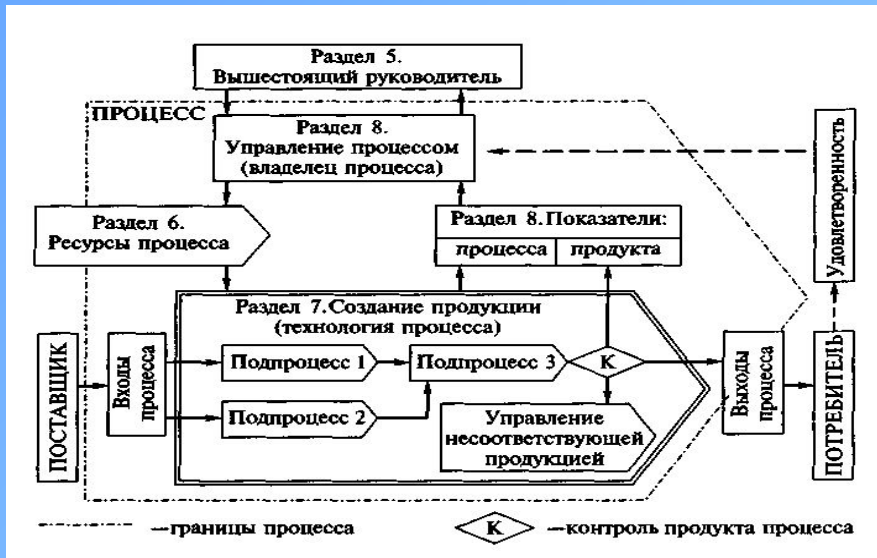 Раздел 5.
Вышестоящий руководитель
ПРОЦЕСС
Раздел 8.
Управление процессом
(владелец процесса)
Раздел 6.
Ресурсы процесса
Раздел 8. Показатели:
процесса
продукта
Удовлетворенность
Раздел 7. Создание продукции
(технология процесса)
ПОСТАВЩИК
Входы
процесса
Подпроцесс 1
Подпроцесс 3
К
Подпроцесс 2
Управление
несоответствующей
продукцией
Выходы
процесса
ПОТРЕБИТЕЛЬ
—границы процесса
К
—контроль продукта процесса